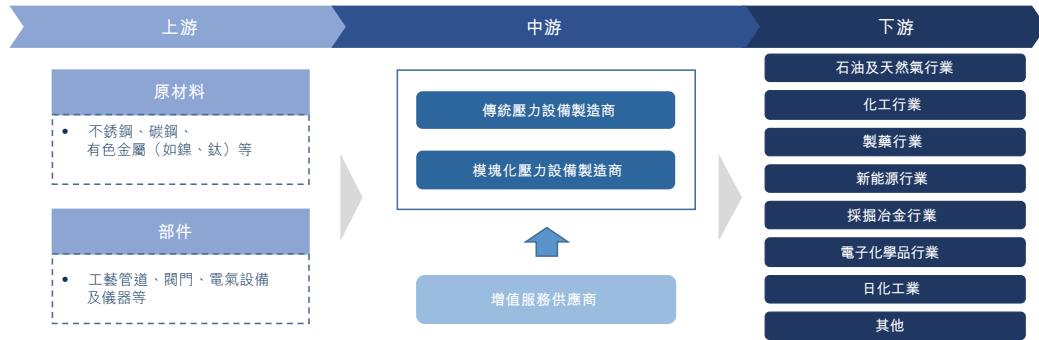 上游
中游
下游
原材料
• 不銹鋼、碳鋼、
有色金屬（如鎳、鈦）等
部件
• 工藝管道、閥門、電氣設備
及儀器等
傳統壓力設備製造商
模塊化壓力設備製造商
增值服務供應商
石油及天然氣行業
化工行業
製藥行業
新能源行業
採掘冶金行業
電子化學品行業
日化工業
其他